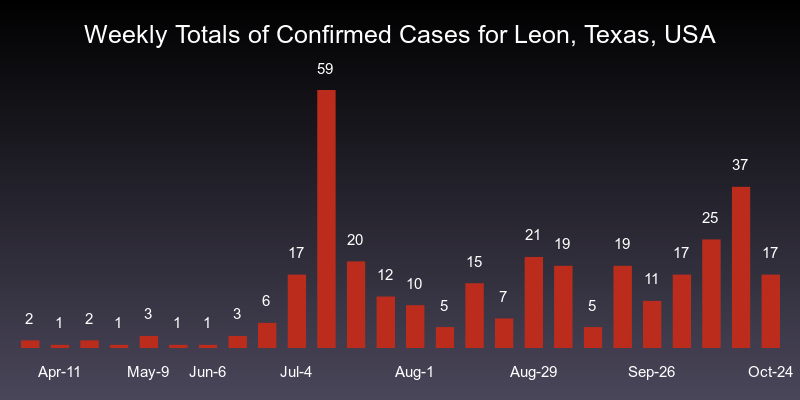 Weekly Totals of Confirmed Cases for Leon, Texas, USA
2 1 2 1 3 1 1 3 6 17 59 20 12 10 5 15 7 21 19 5 19 11 17 25 37 17
Apr-11 May-9 Jun-6 Jul-4 Aug-1 Aug-29 Sep-26 Oct-24